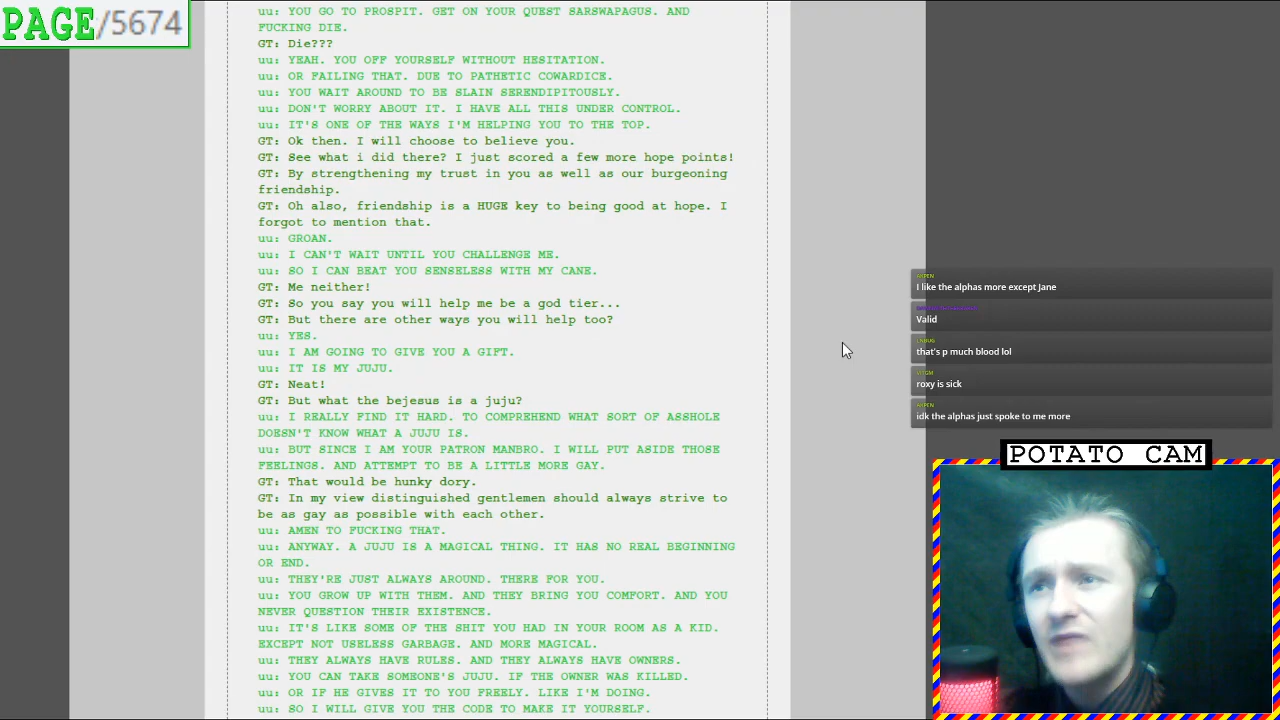 PAGE/5674
uu: YOU GO TO PROSPIT. GET ON YOUR QUEST SARSWAPAGUS. AND
FUCKING DIE.
GT: Die???
uu: YEAH. YOU OFF YOURSELF WITHOUT HESITATION.
uu: OR FAILING THAT. DUE TO PATHETIC COWARDICE.
uu: YOU WAIT AROUND TO BE SLAIN SERENDIPITOUSLY.
uu: DON'T WORRY ABOUT IT. I HAVE ALL THIS UNDER CONTROL.
uu: IT'S ONE OF THE WAYS I'M HELPING YOU TO THE TOP.
GT: Ok then. I will choose to believe you.
GT: See what i did there? I just scored a few more hope points!
GT: By strengthening my trust in you as well as our burgeoning
friendship.
GT: Oh also, friendship is a HUGE key to being good at hope. I
forgot to mention that.
uu: GROAN.
uu: I CAN'T WAIT UNTIL YOU CHALLENGE ME.
uu: SO I CAN BEAT YOU SENSELESS WITH MY CANE.
GT: Me neither!
GT: So you say you will help me be a god tier...
GT: But there are other ways you will help too?
uu: YES.
uu: I AM GOING TO GIVE YOU A GIFT.
uu: IT IS MY JUJU.
GT: Neat!
GT: But what the bejesus is a juju?
uu: I REALLY FIND IT HARD. TO COMPREHEND WHAT SORT OF ASSHOLE
DOESN'T KNOW WHAT A JUJU IS.
uu: BUT SINCE I AM YOUR PATRON MANBRO. I WILL PUT ASIDE THOSE
FEELINGS. AND ATTEMPT TO BE A LITTLE MORE GAY.
GT: That would be hunky dory.
GT: In my view distinguished gentlemen should always strive to
be as gay as possible with each other.
uu: AMEN TO FUCKING THAT.
uu: ANYWAY. A JUJU IS A MAGICAL THING. IT HAS NO REAL BEGINNING
OR END.
uu: THEY'RE JUST ALWAYS AROUND. THERE FOR YOU.
uu: YOU GROW UP WITH THEM. AND THEY BRING YOU COMFORT. AND YOU
NEVER QUESTION THEIR EXISTENCE.
uu: IT'S LIKE SOME OF THE SHIT YOU HAD IN YOUR ROOM AS A KID.
EXCEPT NOT USELESS GARBAGE. AND MORE MAGICAL.
uu: THEY ALWAYS HAVE RULES. AND THEY ALWAYS HAVE OWNERS.
uu: YOU CAN TAKE SOMEONE'S JUJU. IF THE OWNER WAS KILLED.
uu: OR IF HE GIVES IT TO YOU FREELY. LIKE I'M DOING.
uu: SO I WILL GIVE YOU THE CODE TO MAKE IT YOURSELF.
I like the alphas more except Jane
Valid
that's p much blood lol
roxy is sick
idk the alphas just spoke to me more
POTATO CAM